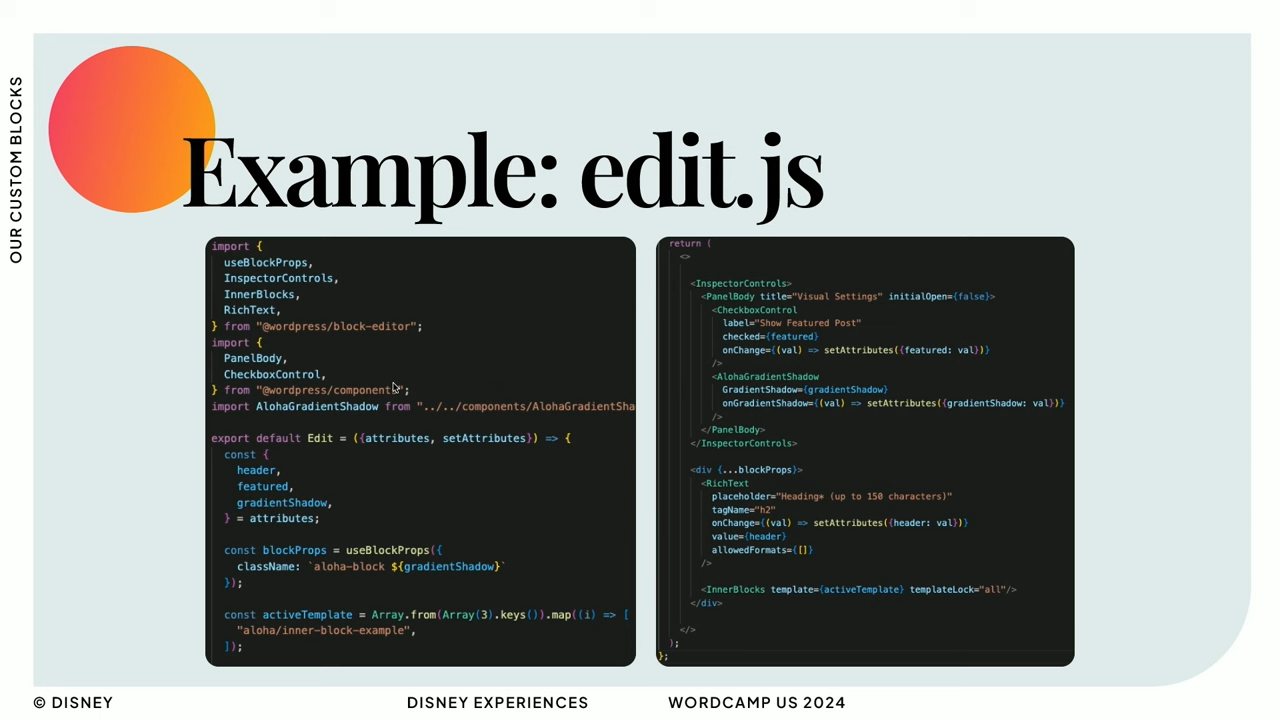 OUR CUSTOM BLOCKS
Example: edit.js
import {
  useBlockProps,
  InspectorControls,
  InnerBlocks,
  RichText,
} from "@wordpress/block-editor";
import {
  PanelBody,
  CheckboxControl,
} from "@wordpress/components";
import AlohaGradientShadow from "../../components/AlohaGradientSha

export default Edit = ({attributes, setAttributes}) => {
  const {
    header,
    featured,
    gradientShadow,
  } = attributes;

  const blockProps = useBlockProps({
    className: `aloha-block ${gradientShadow}`
  });

  const activeTemplate = Array.from(Array(3).keys()).map((i) => [
    "aloha/inner-block-example",
  ]);
return (
  <>

    <InspectorControls>
      <PanelBody title="Visual Settings" initialOpen={false}>
        <CheckboxControl
          label="Show Featured Post"
          checked={featured}
          onChange={(val) => setAttributes({featured: val})}
        />
        <AlohaGradientShadow
          GradientShadow={gradientShadow}
          onGradientShadow={(val) => setAttributes({gradientShadow: val})}
        />
      </PanelBody>
    </InspectorControls>

    <div {...blockProps}>
      <RichText
        placeholder="Heading* (up to 150 characters)"
        tagName="h2"
        onChange={(val) => setAttributes({header: val})}
        value={header}
        allowedFormats={[]}
      />

      <InnerBlocks template={activeTemplate} templateLock="all"/>
    </div>

  </>
);
};
© DISNEY
DISNEY EXPERIENCES
WORDCAMP US 2024